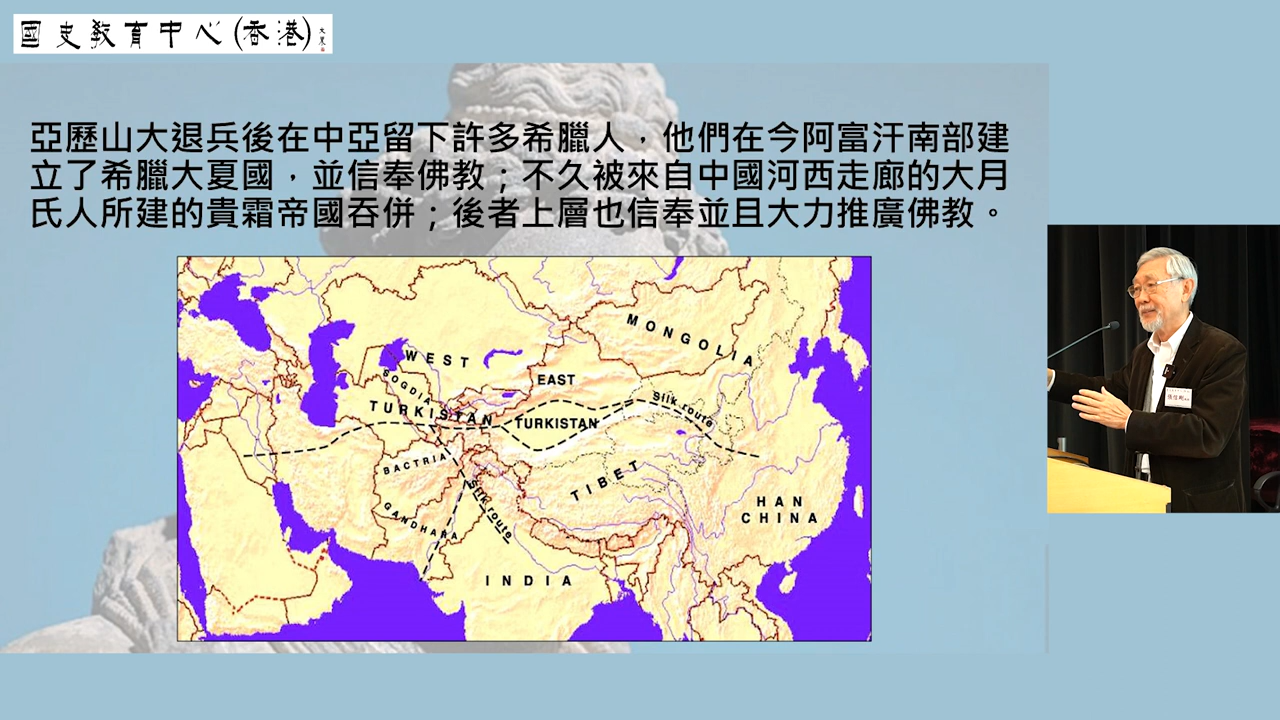 國史教育中心(香港)
亞歷山大退兵後在中亞留下許多希臘人，他們在今阿富汗南部建
立了希臘大夏國，並信奉佛教；不久被來自中國河西走廊的大月
氏人所建的貴霜帝國吞併；後者上層也信奉並且大力推廣佛教。
MONGOLIA
WEST
SOGDIA
EAST
TURKISTAN
Silk route
TURKISTAN
BACTRIA
TIBET
Silk route
GANDHARA
HAN
CHINA
INDIA